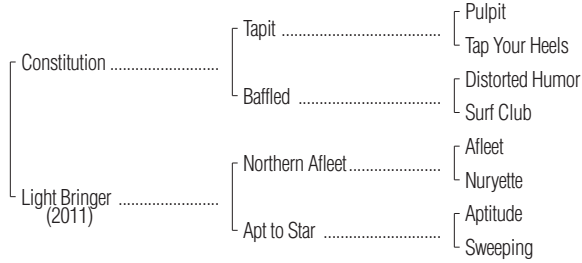 Pulpit
Tapit ........................................
Tap Your Heels
Constitution ...........................
Distorted Humor
Baffled ....................................
Surf Club
Afleet
Northern Afleet.......................
Nuryette
Light Bringer .........................
(2011)
Aptitude
Apt to Star .............................
Sweeping